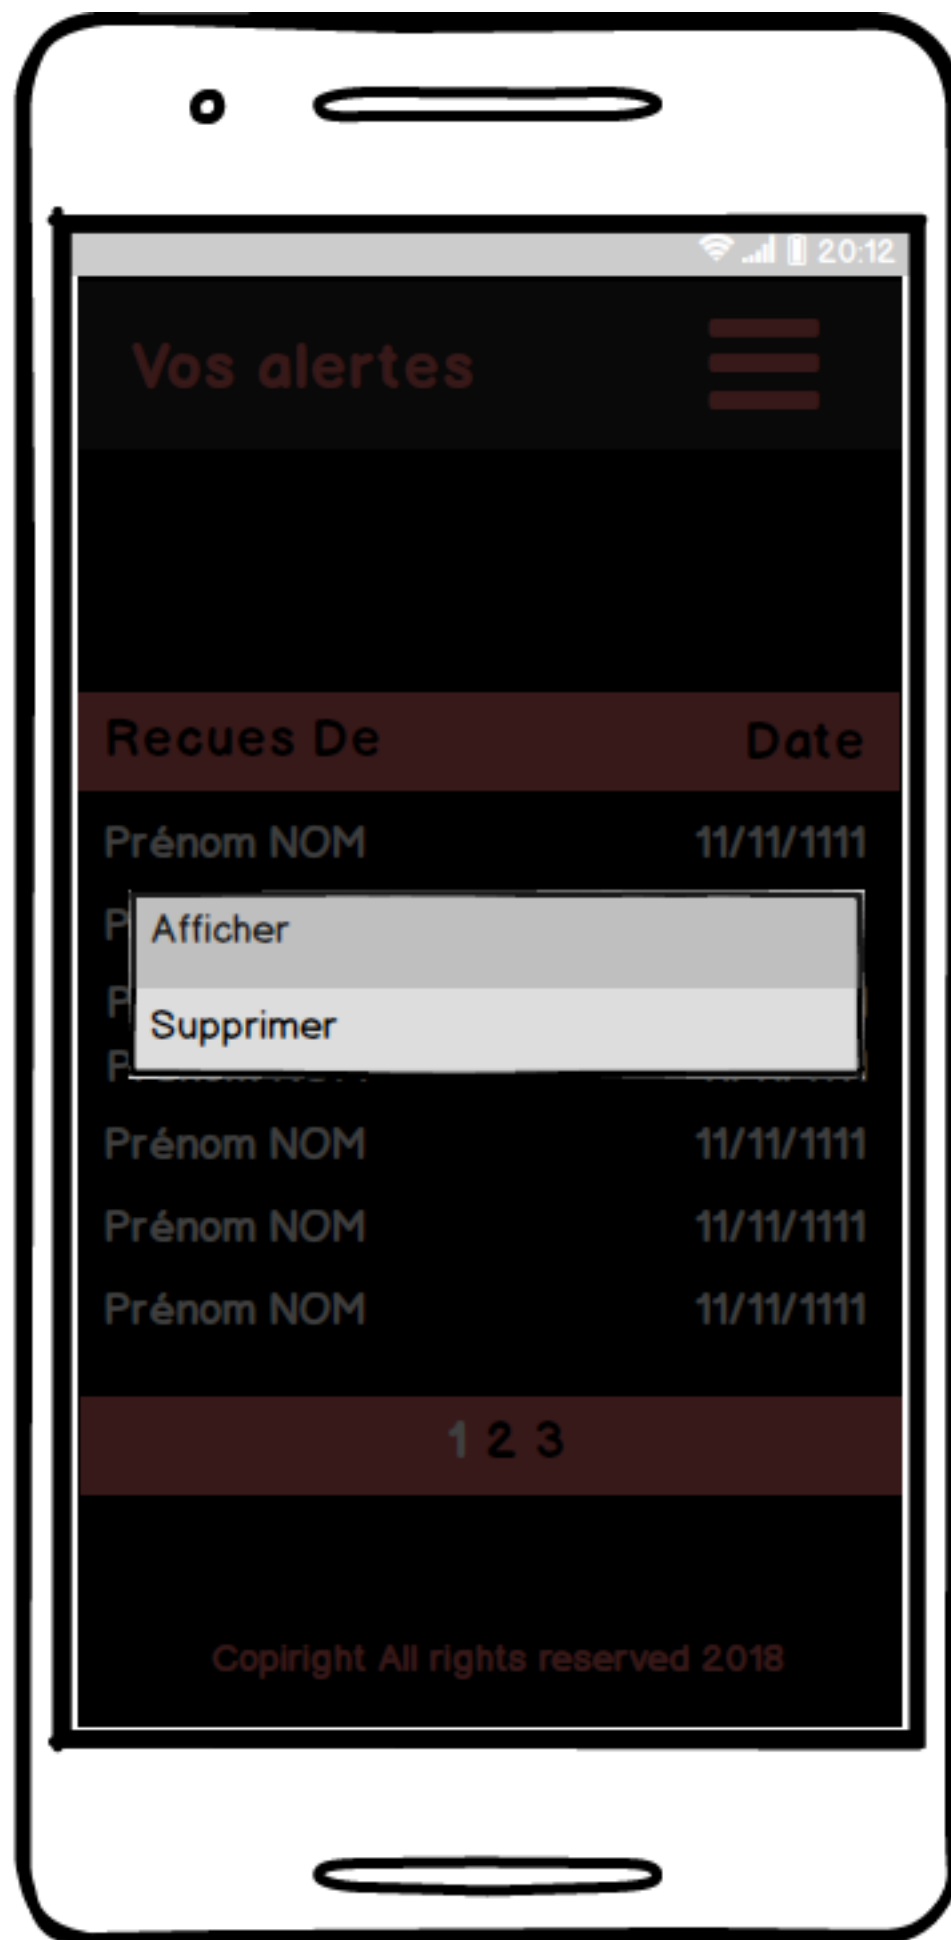 20:12
Vos alertes
Recues De Date
Prénom NOM 11/11/1111
Afficher
Supprimer
Prénom NOM 11/11/1111
Prénom NOM 11/11/1111
Prénom NOM 11/11/1111
1 2 3
Copiright All rights reserved 2018